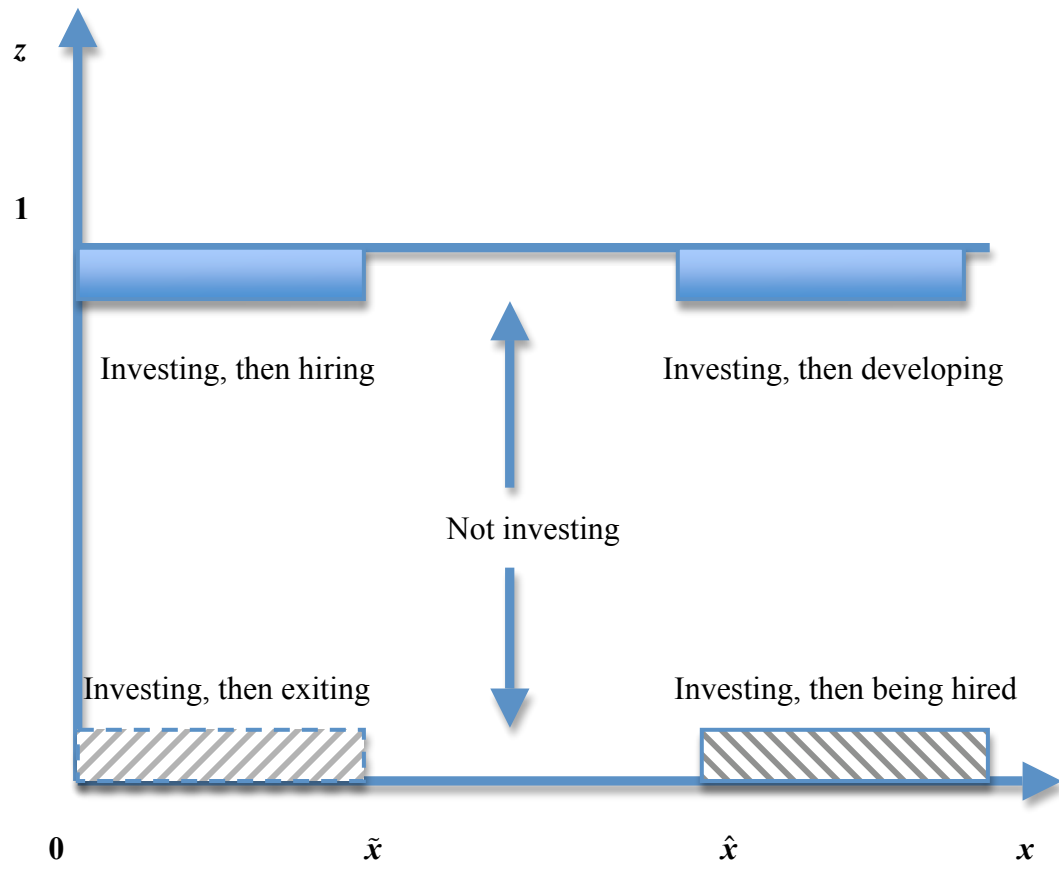 z
1
Investing, then hiring
Investing, then developing
Not investing
Investing, then exiting
Investing, then being hired
0
x̃
x̂
x